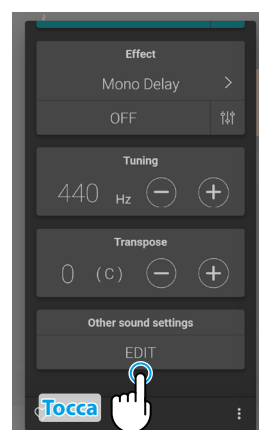 Effect
Mono Delay >
OFF
Tuning
440 Hz − +
Transpose
0 (C) − +
Other sound settings
EDIT
Tocca